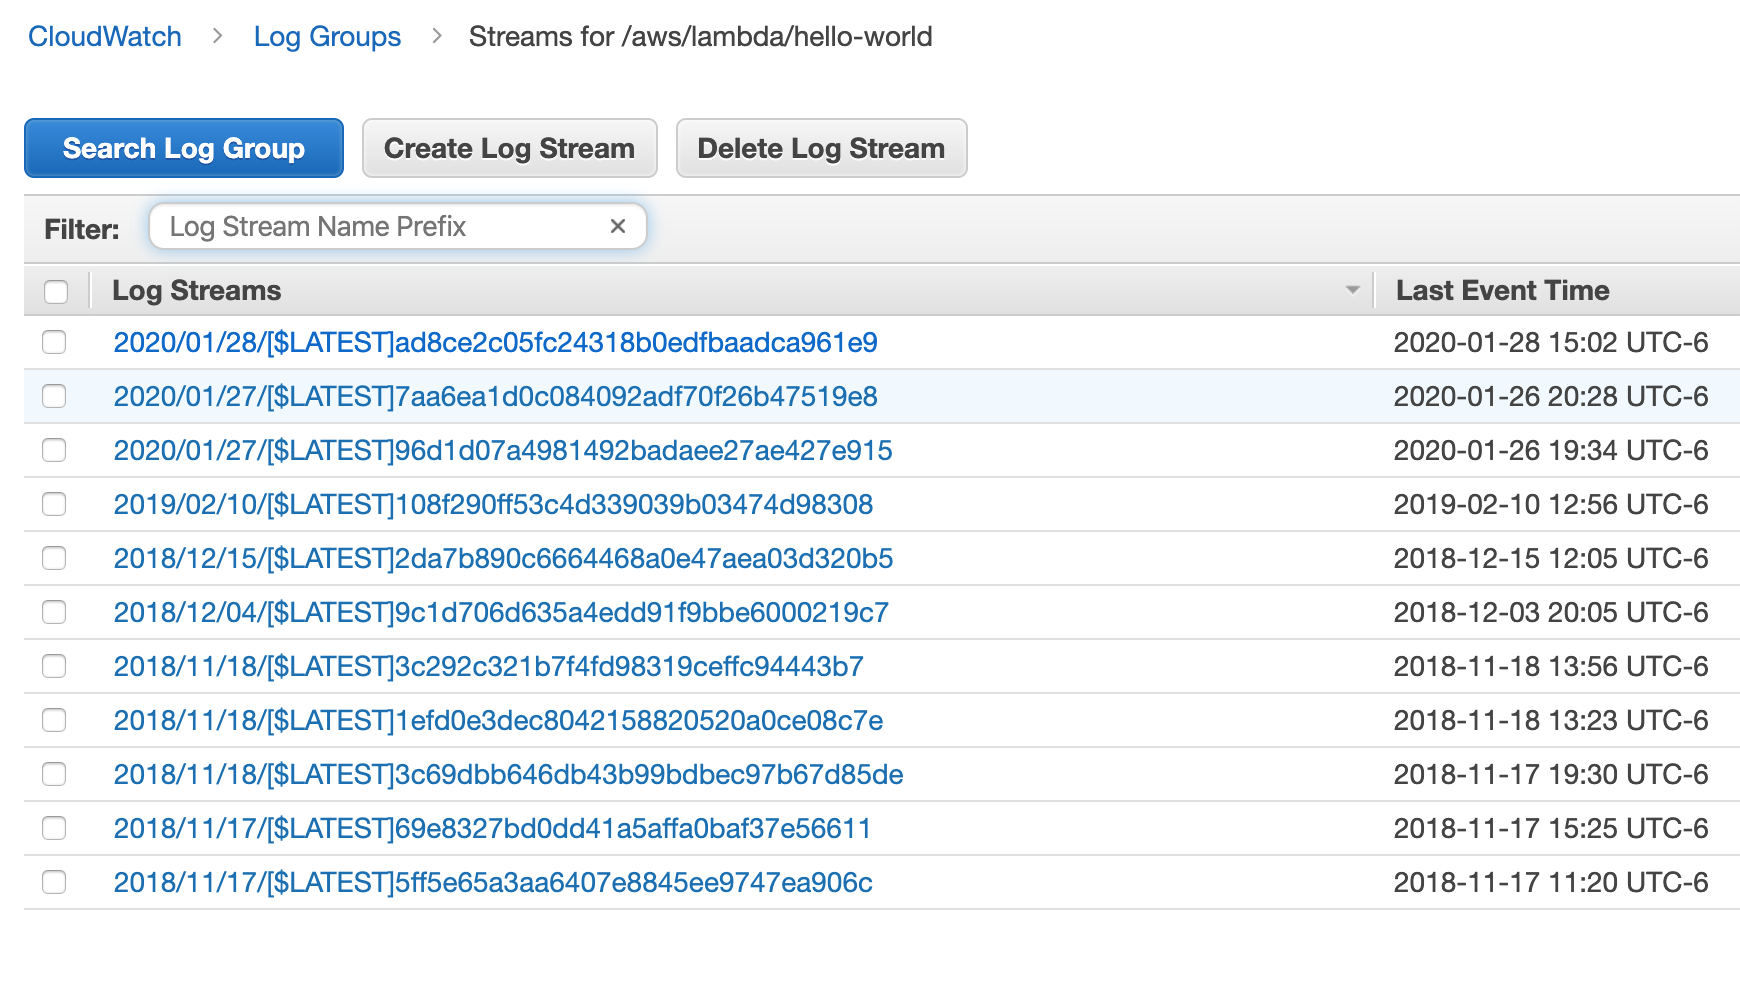 CloudWatch > Log Groups > Streams for /aws/lambda/hello-world
Search Log Group Create Log Stream Delete Log Stream
Filter: Log Stream Name Prefix ×
Log Streams Last Event Time
2020/01/28/[$LATEST]ad8ce2c05fc24318b0edfbaadca961e9 2020-01-28 15:02 UTC-6
2020/01/27/[$LATEST]7aa6ea1d0c084092adf70f26b47519e8 2020-01-26 20:28 UTC-6
2020/01/27/[$LATEST]96d1d07a4981492badaee27ae427e915 2020-01-26 19:34 UTC-6
2019/02/10/[$LATEST]108f290ff53c4d339039b03474d98308 2019-02-10 12:56 UTC-6
2018/12/15/[$LATEST]2da7b890c6664468a0e47aea03d320b5 2018-12-15 12:05 UTC-6
2018/12/04/[$LATEST]9c1d706d635a4edd91f9bbe6000219c7 2018-12-03 20:05 UTC-6
2018/11/18/[$LATEST]3c292c321b7f4fd98319ceffc94443b7 2018-11-18 13:56 UTC-6
2018/11/18/[$LATEST]1efd0e3dec8042158820520a0ce08c7e 2018-11-18 13:23 UTC-6
2018/11/18/[$LATEST]3c69dbb646db43b99bdbec97b67d85de 2018-11-17 19:30 UTC-6
2018/11/17/[$LATEST]69e8327bd0dd41a5affa0baf37e56611 2018-11-17 15:25 UTC-6
2018/11/17/[$LATEST]5ff5e65a3aa6407e8845ee9747ea906c 2018-11-17 11:20 UTC-6